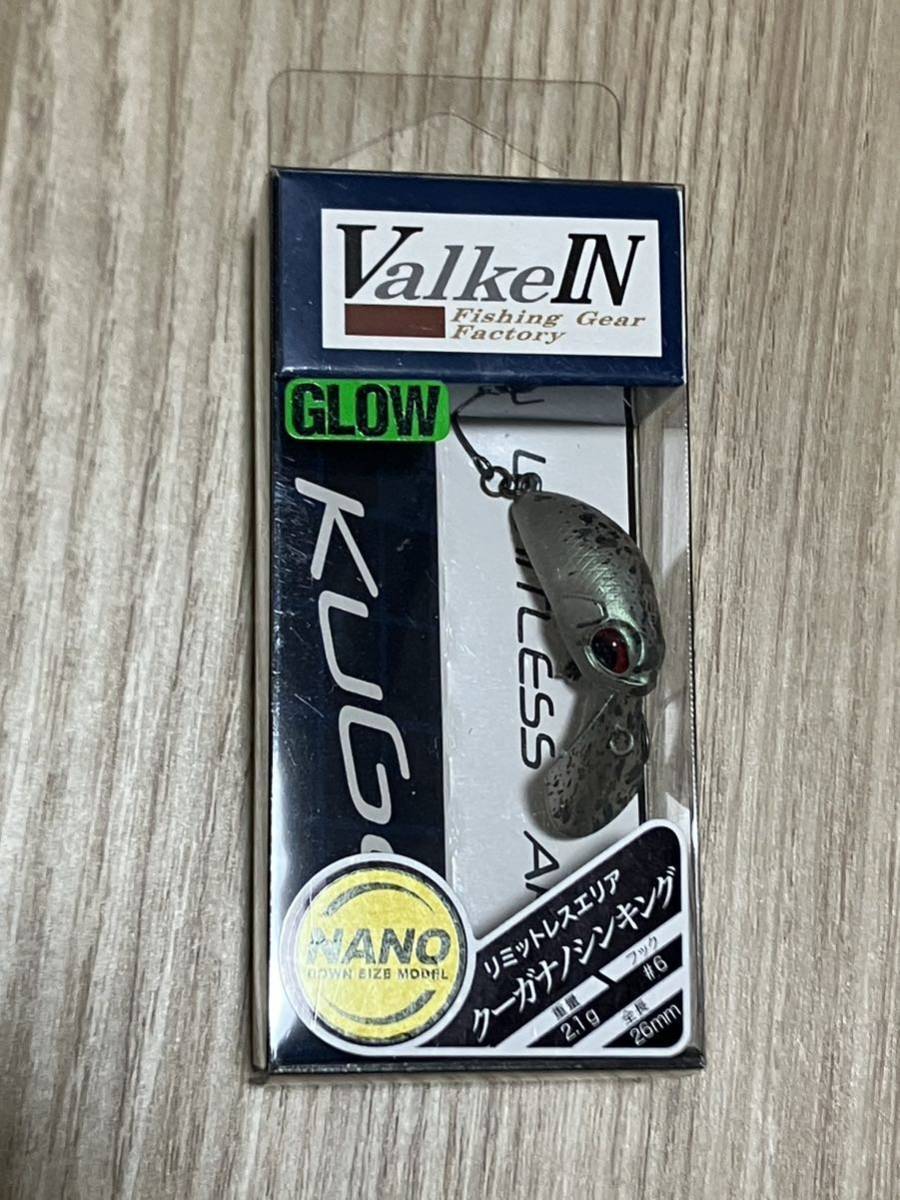 ValkeIN
Fishing Gear
Factory
GLOW
KUGA
LIMITLESS AR
NANO
DOWN SIZE MODEL
リミットレスエリア
クーガナノシンキング
重量
2.1g
フック
#6
全長
26mm